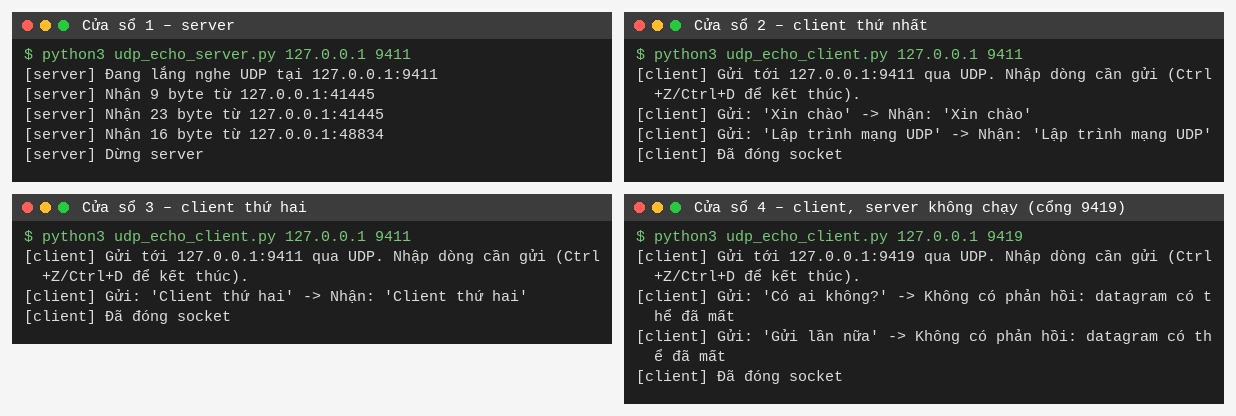 Cửa sổ 1 – server
$ python3 udp_echo_server.py 127.0.0.1 9411
[server] Đang lắng nghe UDP tại 127.0.0.1:9411
[server] Nhận 9 byte từ 127.0.0.1:41445
[server] Nhận 23 byte từ 127.0.0.1:41445
[server] Nhận 16 byte từ 127.0.0.1:48834
[server] Dừng server
Cửa sổ 2 – client thứ nhất
$ python3 udp_echo_client.py 127.0.0.1 9411
[client] Gửi tới 127.0.0.1:9411 qua UDP. Nhập dòng cần gửi (Ctrl
+Z/Ctrl+D để kết thúc).
[client] Gửi: 'Xin chào' -> Nhận: 'Xin chào'
[client] Gửi: 'Lập trình mạng UDP' -> Nhận: 'Lập trình mạng UDP'
[client] Đã đóng socket
Cửa sổ 3 – client thứ hai
$ python3 udp_echo_client.py 127.0.0.1 9411
[client] Gửi tới 127.0.0.1:9411 qua UDP. Nhập dòng cần gửi (Ctrl
+Z/Ctrl+D để kết thúc).
[client] Gửi: 'Client thứ hai' -> Nhận: 'Client thứ hai'
[client] Đã đóng socket
Cửa sổ 4 – client, server không chạy (cổng 9419)
$ python3 udp_echo_client.py 127.0.0.1 9419
[client] Gửi tới 127.0.0.1:9419 qua UDP. Nhập dòng cần gửi (Ctrl
+Z/Ctrl+D để kết thúc).
[client] Gửi: 'Có ai không?' -> Không có phản hồi: datagram có t
hể đã mất
[client] Gửi: 'Gửi lần nữa' -> Không có phản hồi: datagram có th
ể đã mất
[client] Đã đóng socket